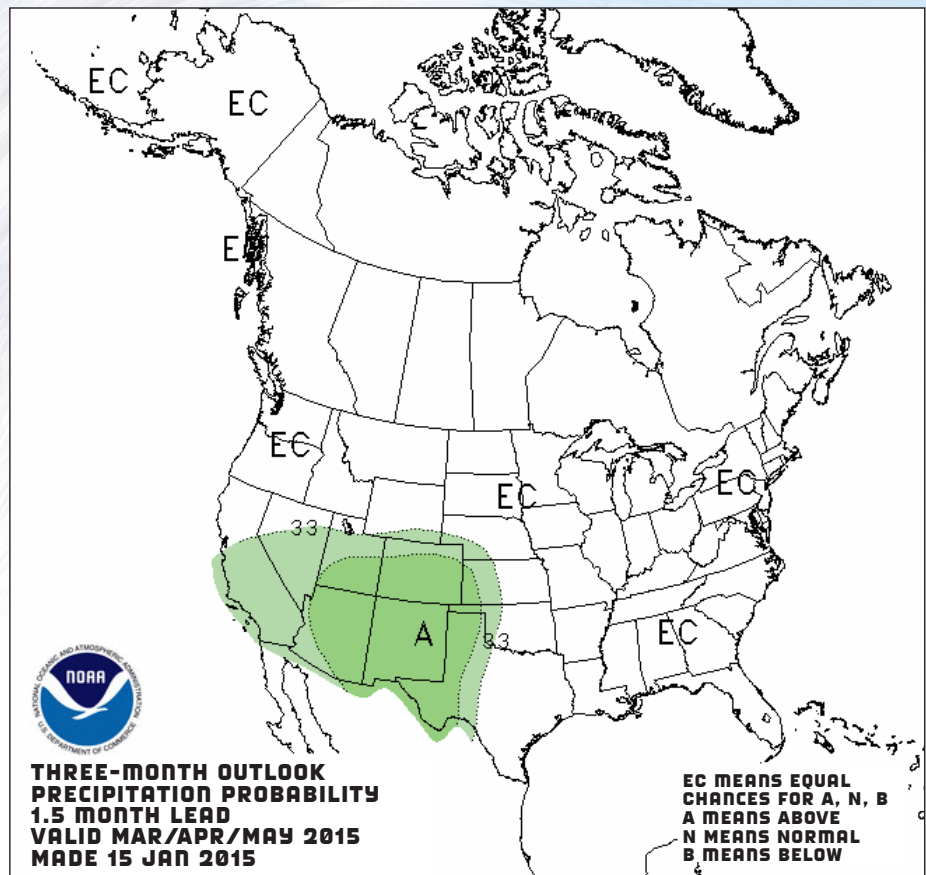 EC
EC
E
EC
EC
EC
33
A
33
EC
NATIONAL OCEANIC AND ATMOSPHERIC ADMINISTRATION
NOAA
U.S. DEPARTMENT OF COMMERCE
THREE-MONTH OUTLOOK
PRECIPITATION PROBABILITY
1.5 MONTH LEAD
VALID MAR/APR/MAY 2015
MADE 15 JAN 2015
EC MEANS EQUAL
CHANCES FOR A, N, B
A MEANS ABOVE
N MEANS NORMAL
B MEANS BELOW